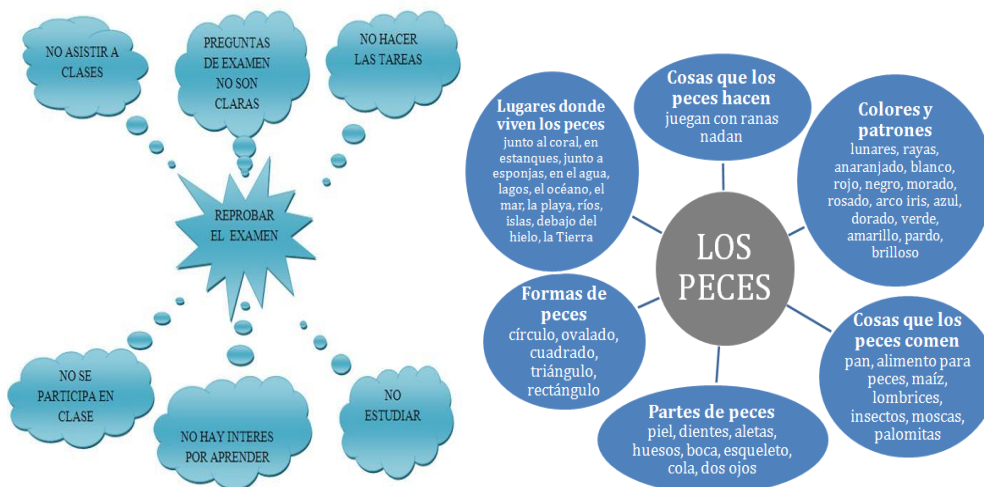 NO ASISTIR A
CLASES
PREGUNTAS
DE EXAMEN
NO SON
CLARAS
NO HACER
LAS TAREAS
REPROBAR
EL EXAMEN
NO SE
PARTICIPA EN
CLASE
NO HAY INTERES
POR APRENDER
NO
ESTUDIAR
Cosas que los
peces hacen
juegan con ranas
nadan
Lugares donde
viven los peces
junto al coral, en
estanques, junto a
esponjas, en el agua,
lagos, el océano, el
mar, la playa, ríos,
islas, debajo del
hielo, la Tierra
Colores y
patrones
lunares, rayas,
anaranjado, blanco,
rojo, negro, morado,
rosado, arco iris, azul,
dorado, verde,
amarillo, pardo,
brilloso
LOS
PECES
Formas de
peces
círculo, ovalado,
cuadrado,
triángulo,
rectángulo
Cosas que los
peces comen
pan, alimento para
peces, maíz,
lombrices,
insectos, moscas,
palomitas
Partes de peces
piel, dientes, aletas,
huesos, boca, esqueleto,
cola, dos ojos